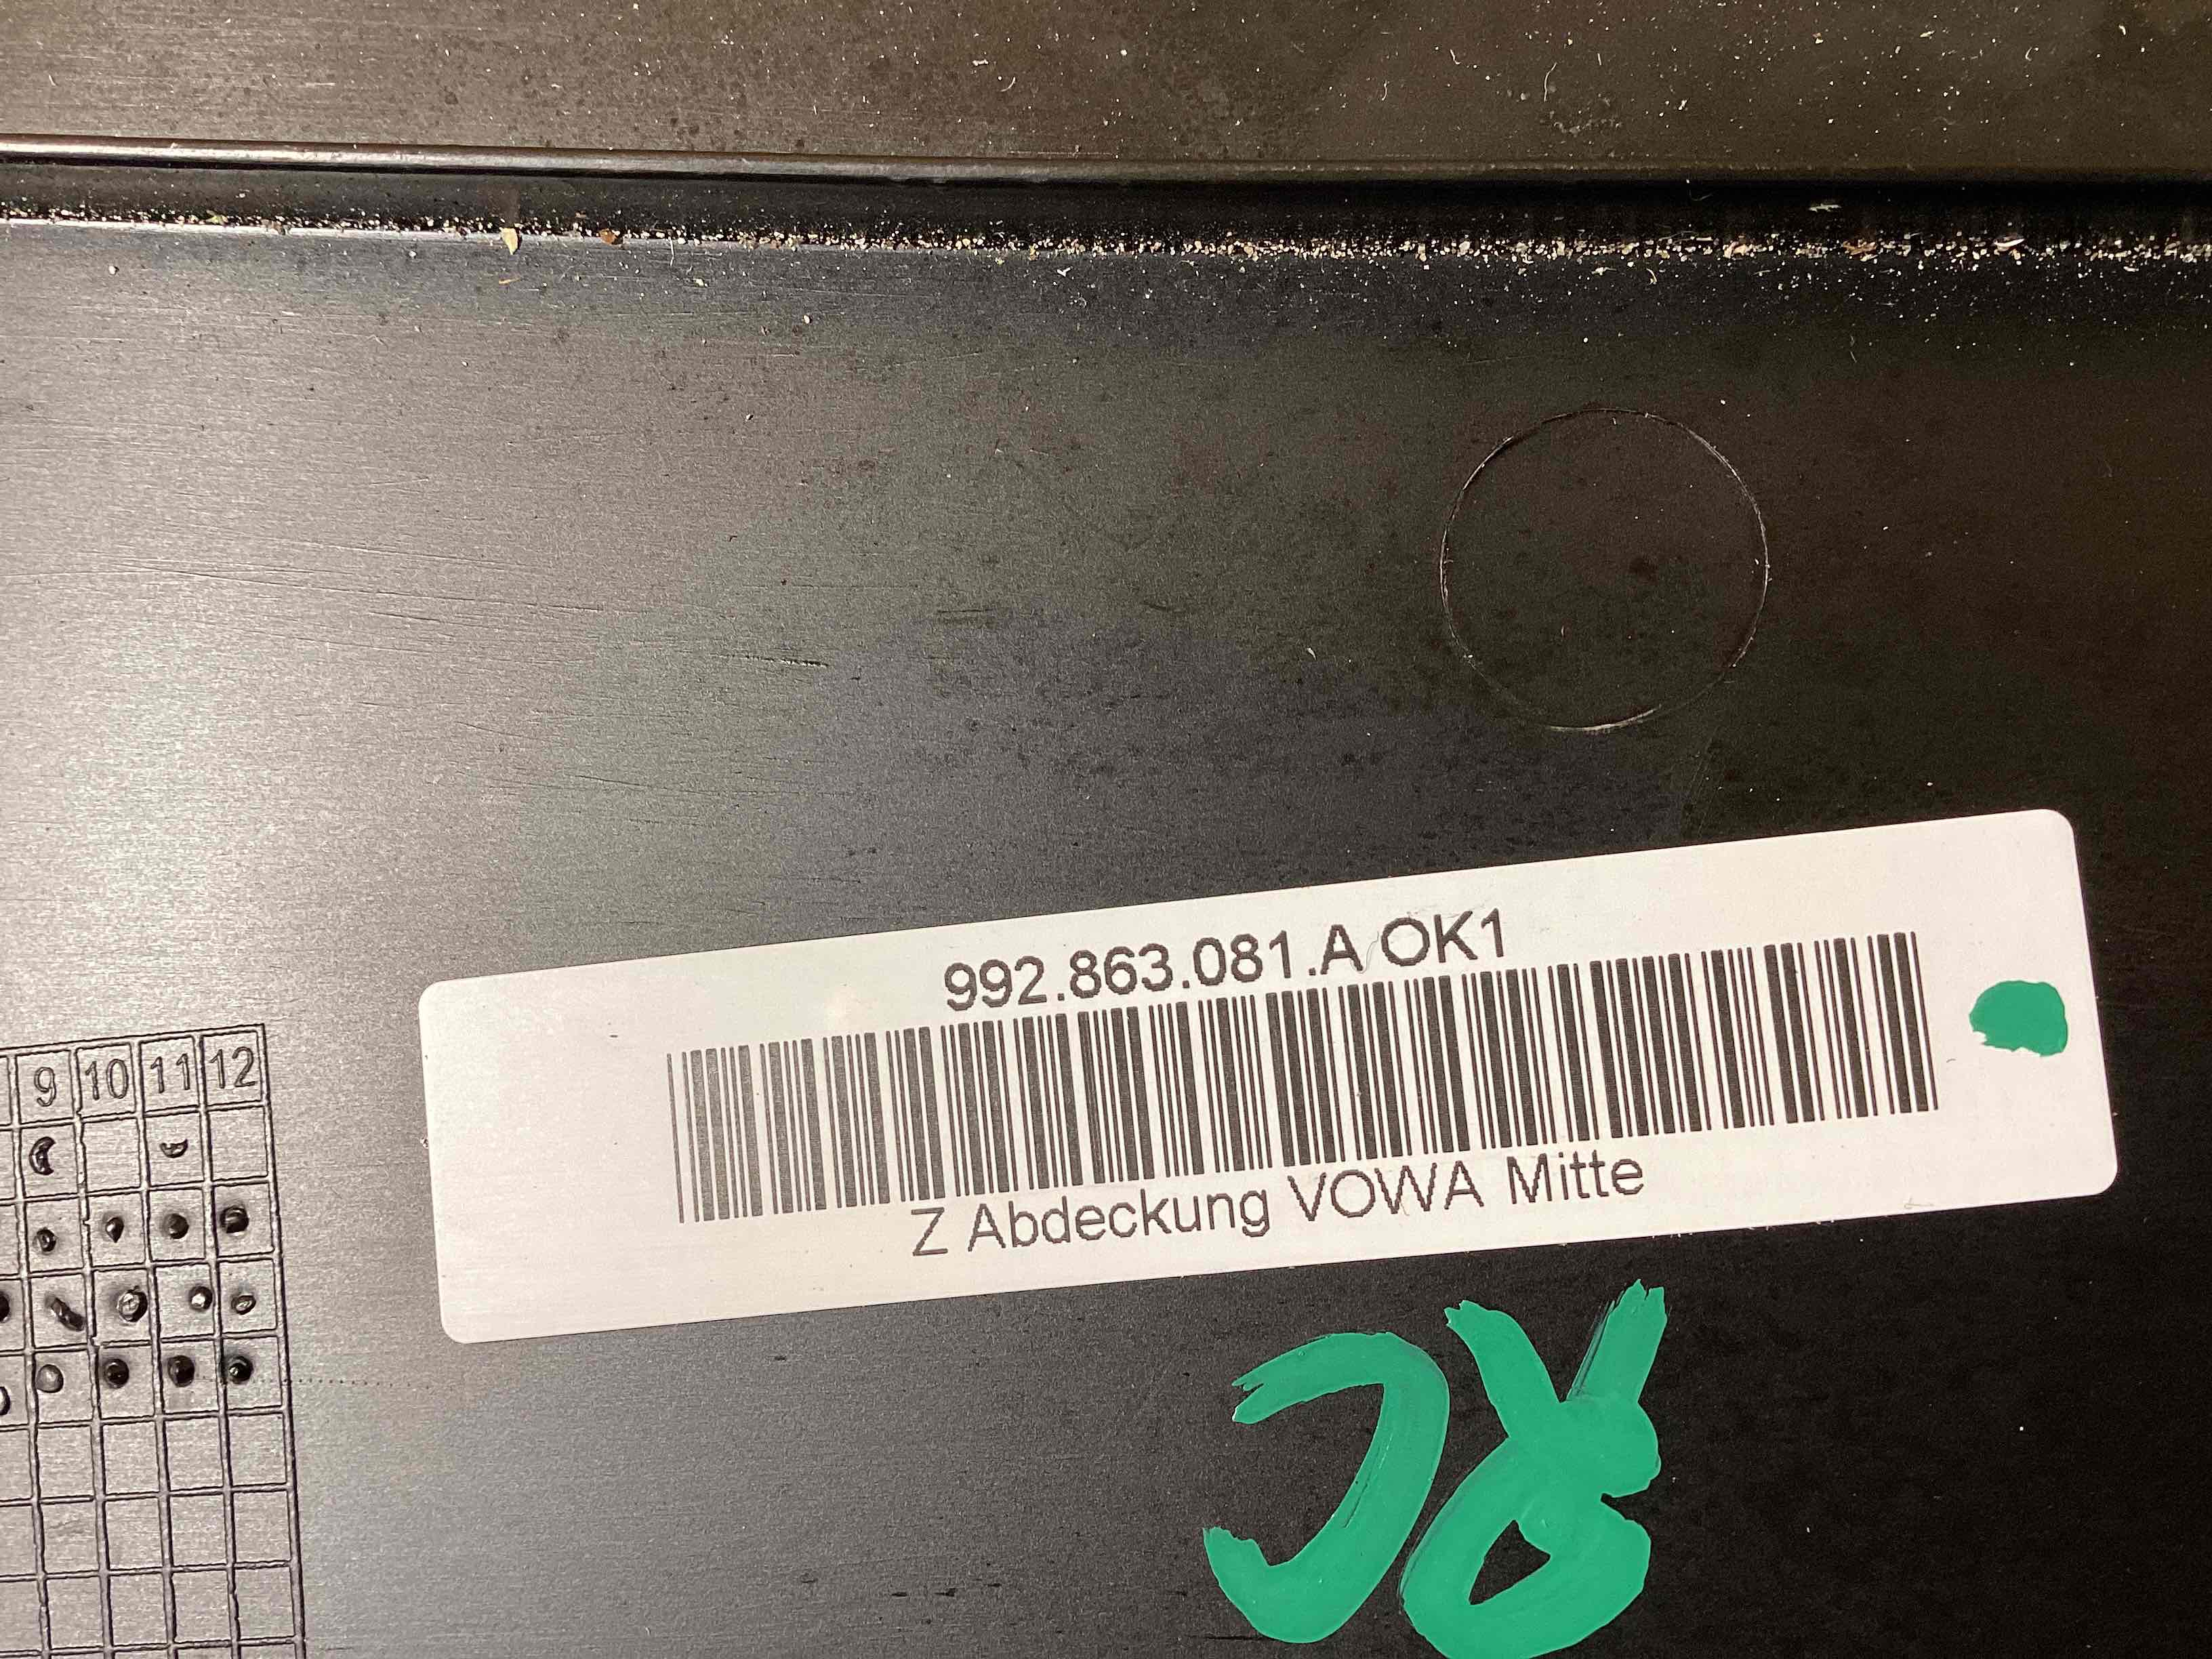 992.863.081.A OK1
Z Abdeckung VOWA Mitte
9 10 11 12